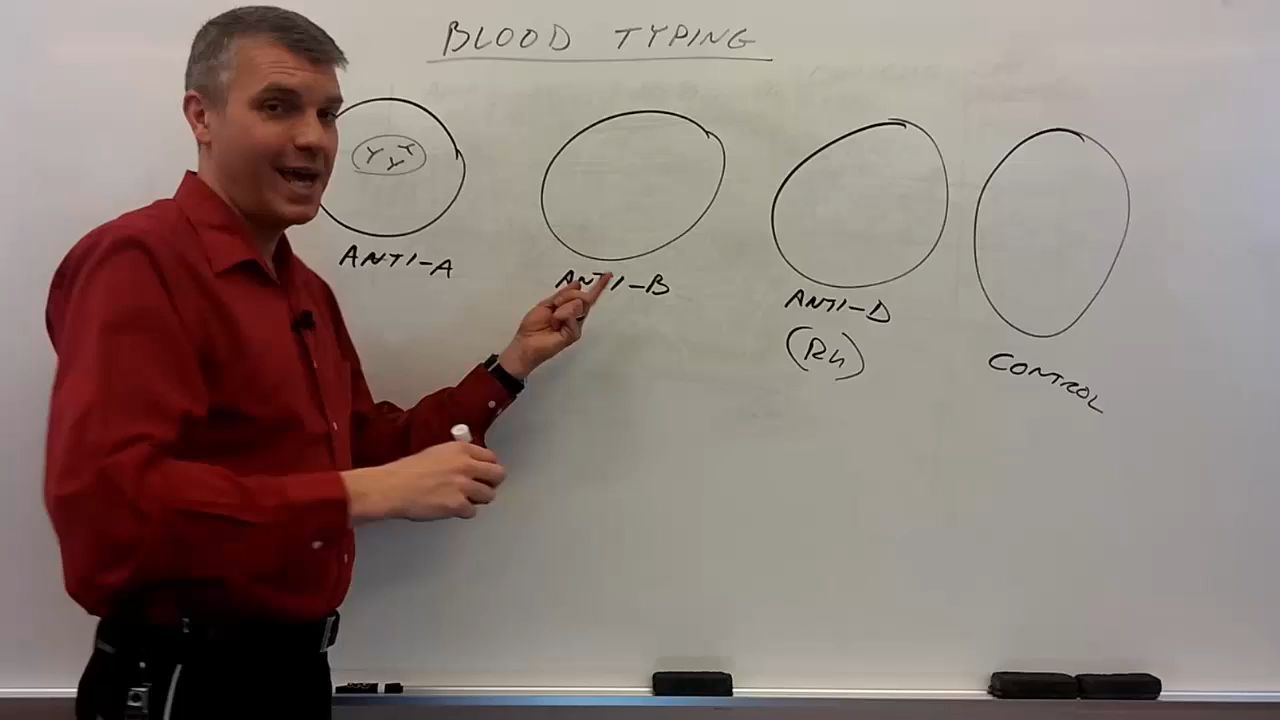 BLOOD TYPING
Y Y Y
ANTI-A
ANTI-B
ANTI-D
(Rh)
CONTROL